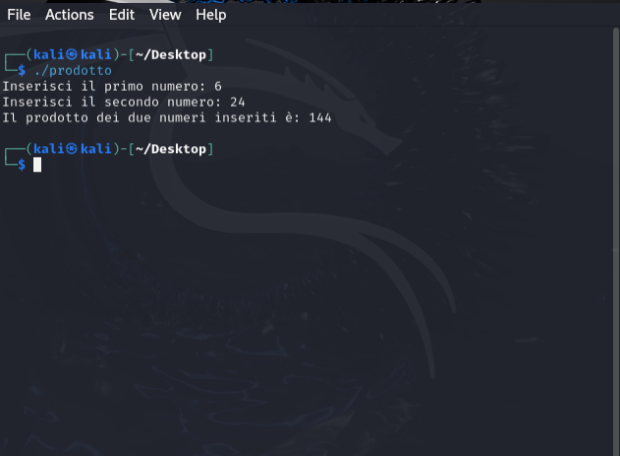 File Actions Edit View Help
┌──(kali㉿kali)-[~/Desktop]
└─$ ./prodotto
Inserisci il primo numero: 6
Inserisci il secondo numero: 24
Il prodotto dei due numeri inseriti è: 144
┌──(kali㉿kali)-[~/Desktop]
└─$